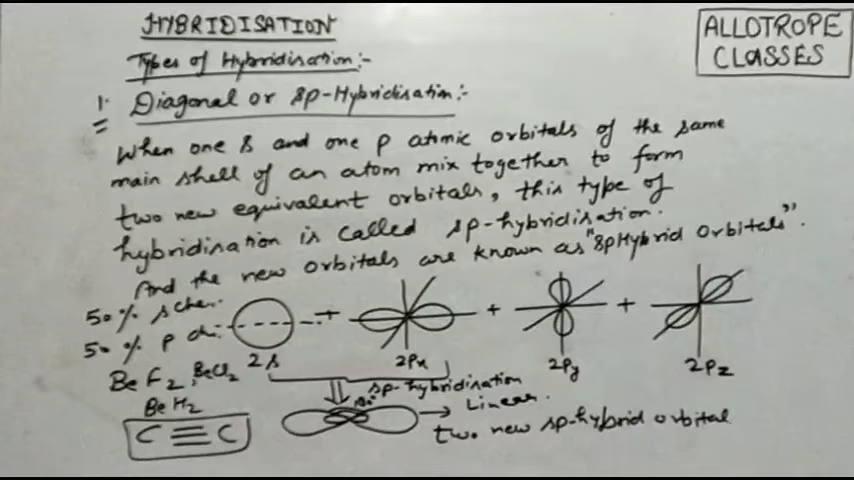 HYBRIDISATION
ALLOTROPE
CLASSES
Types of Hybridisation:-
1. Diagonal or sp-Hybridisation:-
When one s and one p atomic orbitals of the same
main shell of an atom mix together to form
two new equivalent orbitals, this type of
hybridisation is called sp-hybridisation.
And the new orbitals are known as "sp Hybrid Orbitals".
50% s cha.
50% p ch:-
+ + +
2s 2Px 2Py 2Pz
BeF2, BeCl2
BeH2
sp-hybridisation
180°
Linear.
C≡C
two new sp-hybrid orbital